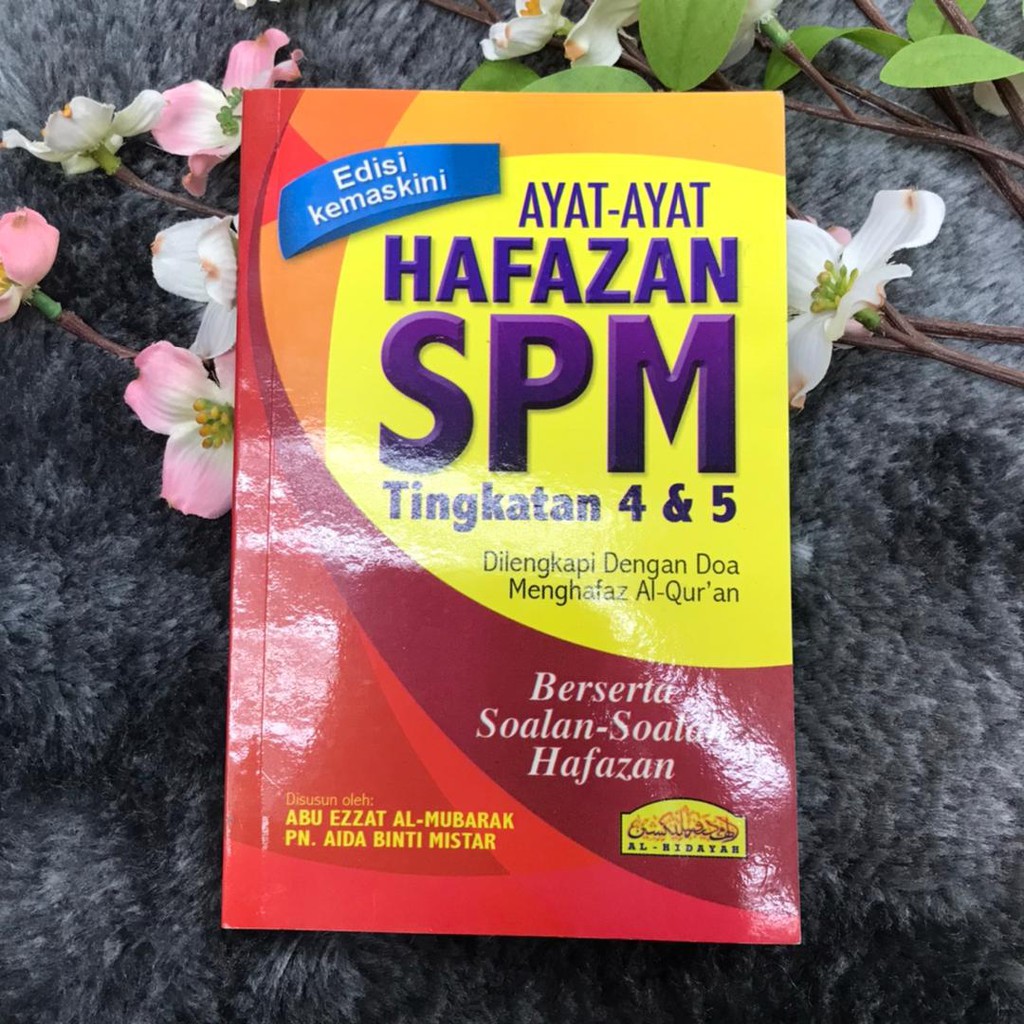 Edisi
kemaskini
AYAT-AYAT
HAFAZAN
SPM
Tingkatan 4 & 5
Dilengkapi Dengan Doa
Menghafaz Al-Qur'an
Berserta
Soalan-Soalan
Hafazan
Disusun oleh:
ABU EZZAT AL-MUBARAK
PN. AIDA BINTI MISTAR
AL-HIDAYAH